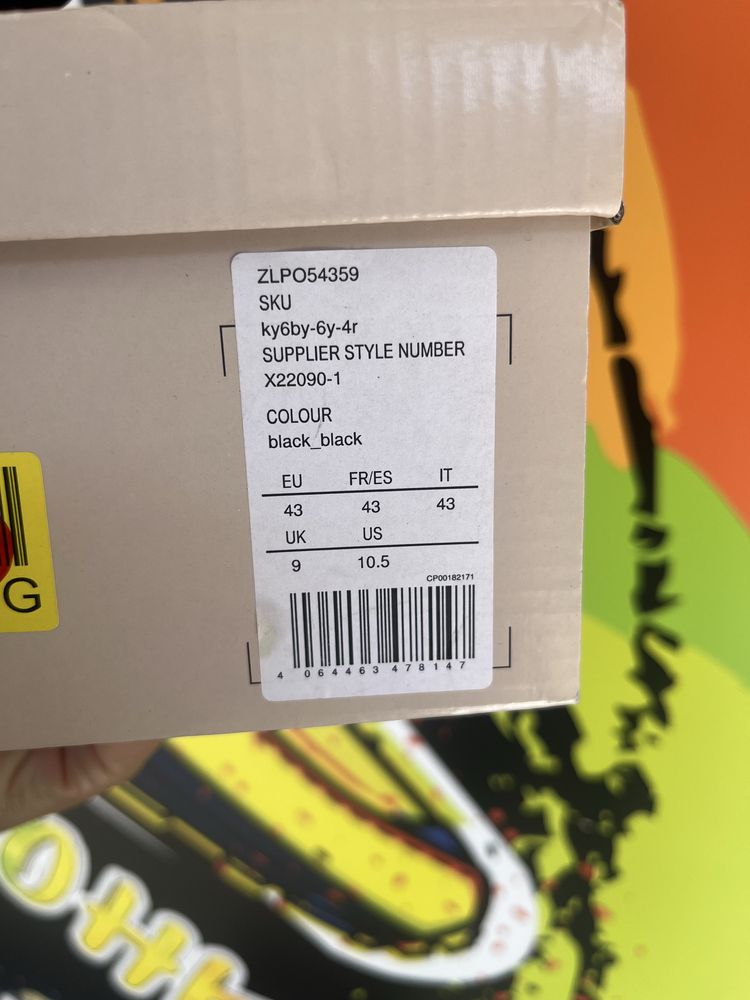 ZLPO54359
SKU
ky6by-6y-4r
SUPPLIER STYLE NUMBER
X22090-1
COLOUR
black_black
EU FR/ES IT
43 43 43
UK US
9 10.5
CP00182171
4 064463 478147
G